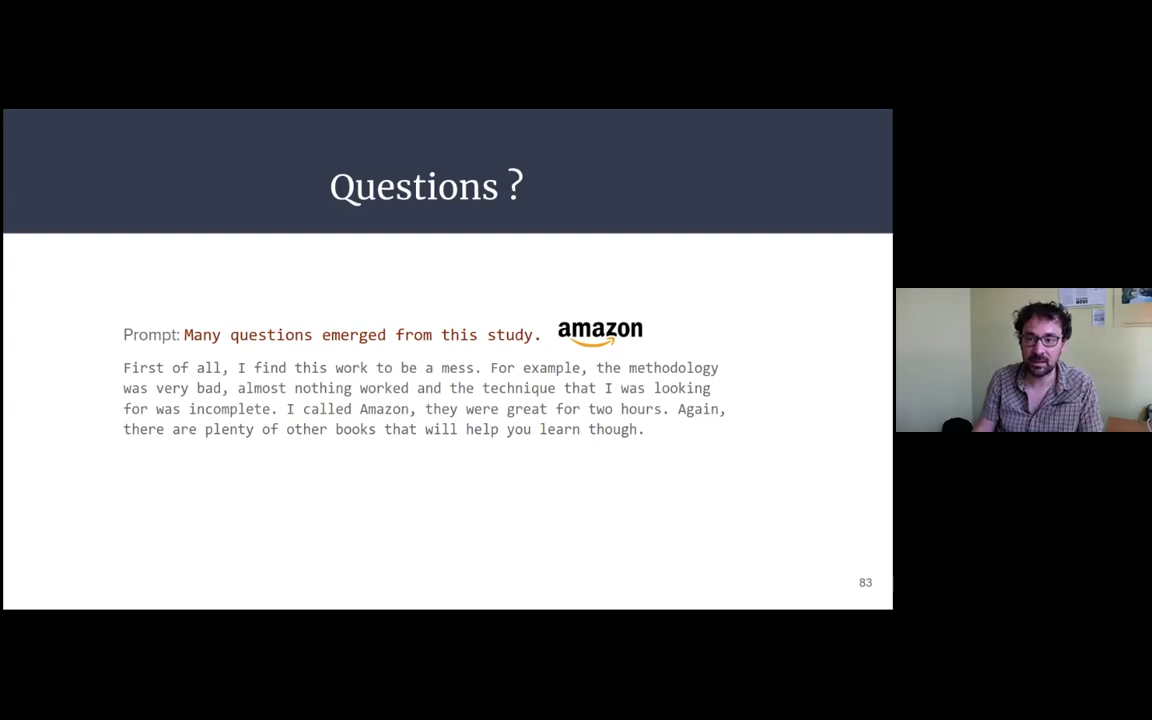 Questions ?
Prompt: Many questions emerged from this study. amazon
First of all, I find this work to be a mess. For example, the methodology
was very bad, almost nothing worked and the technique that I was looking
for was incomplete. I called Amazon, they were great for two hours. Again,
there are plenty of other books that will help you learn though.
83